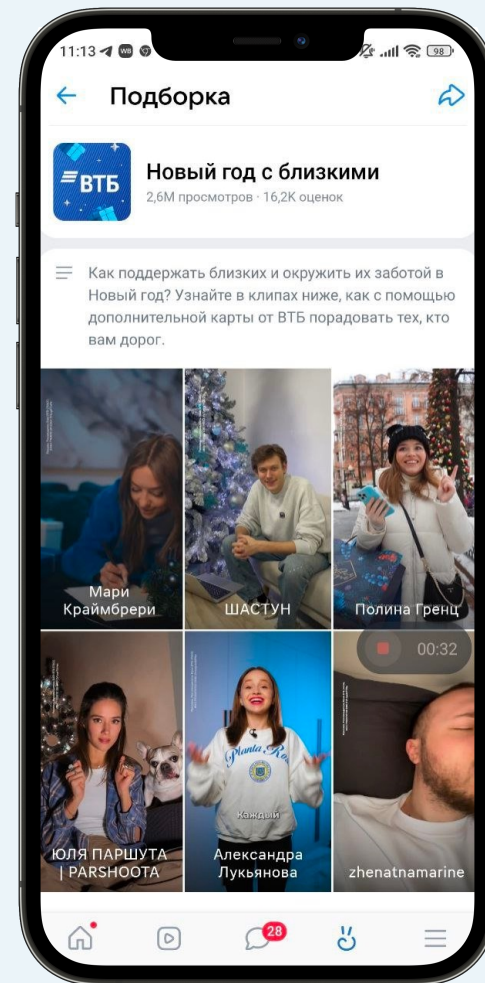 11:13
98
Подборка
ВТБ
Новый год с близкими
2,6М просмотров · 16,2К оценок
Как поддержать близких и окружить их заботой в
Новый год? Узнайте в клипах ниже, как с помощью
дополнительной карты от ВТБ порадовать тех, кто
вам дорог.
Мари
Краймбрери
ШАСТУН
Полина Гренц
00:32
Planta Ro
Каждый
ЮЛЯ ПАРШУТА
| PARSHOOTA
Александра
Лукьянова
zhenatnamarine
28